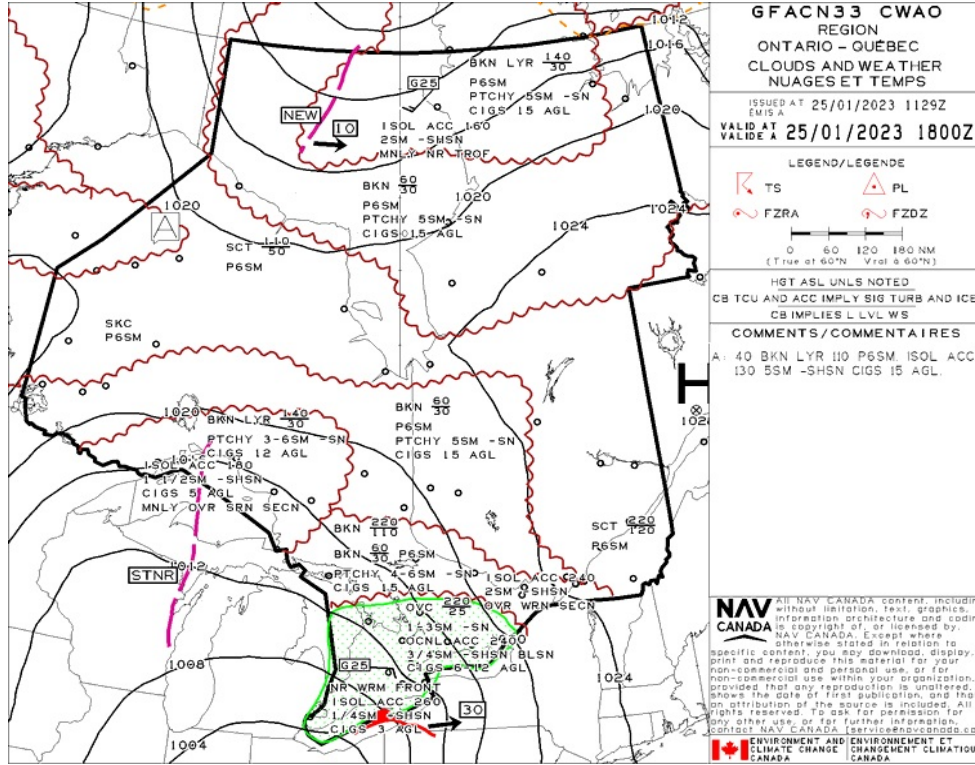 GFACN33 CWAO
REGION
ONTARIO – QUÉBEC
CLOUDS AND WEATHER
NUAGES ET TEMPS
ISSUED AT 25/01/2023 1129Z
ÉMIS À
VALID AT 25/01/2023 1800Z
VALIDE À
LEGEND/LÉGENDE
TS
PL
FZRA
FZDZ
0 60 120 180 NM
(True at 60°N Vrai à 60°N)
HGT ASL UNLS NOTED
CB TCU AND ACC IMPLY SIG TURB AND ICE
CB IMPLIES L LVL WS
COMMENTS/COMMENTAIRES
A: 40 BKN LYR 110 P6SM. ISOL ACC
130 5SM -SHSN CIGS 15 AGL.
NAV
CANADA
All NAV CANADA content, includin
without limitation, text, graphics,
information architecture and codin
is copyright of, or licensed by,
NAV CANADA. Except where
otherwise stated in relation to
specific content, you may download, display,
print and reproduce this material for your
non-commercial and personal use, or for
non-commercial use within your organization,
provided that any reproduction is unaltered,
shows the date of first publication, and tha
an attribution of the source is included. All
rights reserved. To ask for permission for
any other use, or for further information,
contact NAV CANADA (service@navcanada.ca
ENVIRONMENT AND
CLIMATE CHANGE
CANADA
ENVIRONNEMENT ET
CHANGEMENT CLIMATIQU
CANADA
1012
1016
1020
BKN LYR 140/30
P6SM
PTCHY 5SM -SN
CIGS 15 AGL
G25
NEW
10
ISOL ACC 160
2SM -SHSN
MNLY NR TROF
BKN 60/30
P6SM
PTCHY 5SM -SN
CIGS 15 AGL
1020
1024
1024
1020
A
SCT 110/50
P6SM
SKC
P6SM
H
BKN 60/30
P6SM
PTCHY 5SM -SN
CIGS 15 AGL
1020
BKN LYR 140/30
PTCHY 3-6SM -SN
CIGS 12 AGL
ISOL ACC 180
1 1/2SM -SHSN
CIGS 5 AGL
MNLY OVR SRN SECN
SCT 220/120
P6SM
BKN 220/110
BKN 60/30 P6SM
PTCHY 4-6SM -SN
CIGS 15 AGL
ISOL ACC 240
2SM -SHSN
OVR WRN SECN
1012
STNR
OVC 220/25
1-3SM -SN
OCNL ACC 240
3/4SM -SHSN BLSN
CIGS 6-12 AGL
G25
1008
NR WRM FRONT
ISOL ACC 260
1/4SM +SHSN
CIGS 3 AGL
30
1024
1004